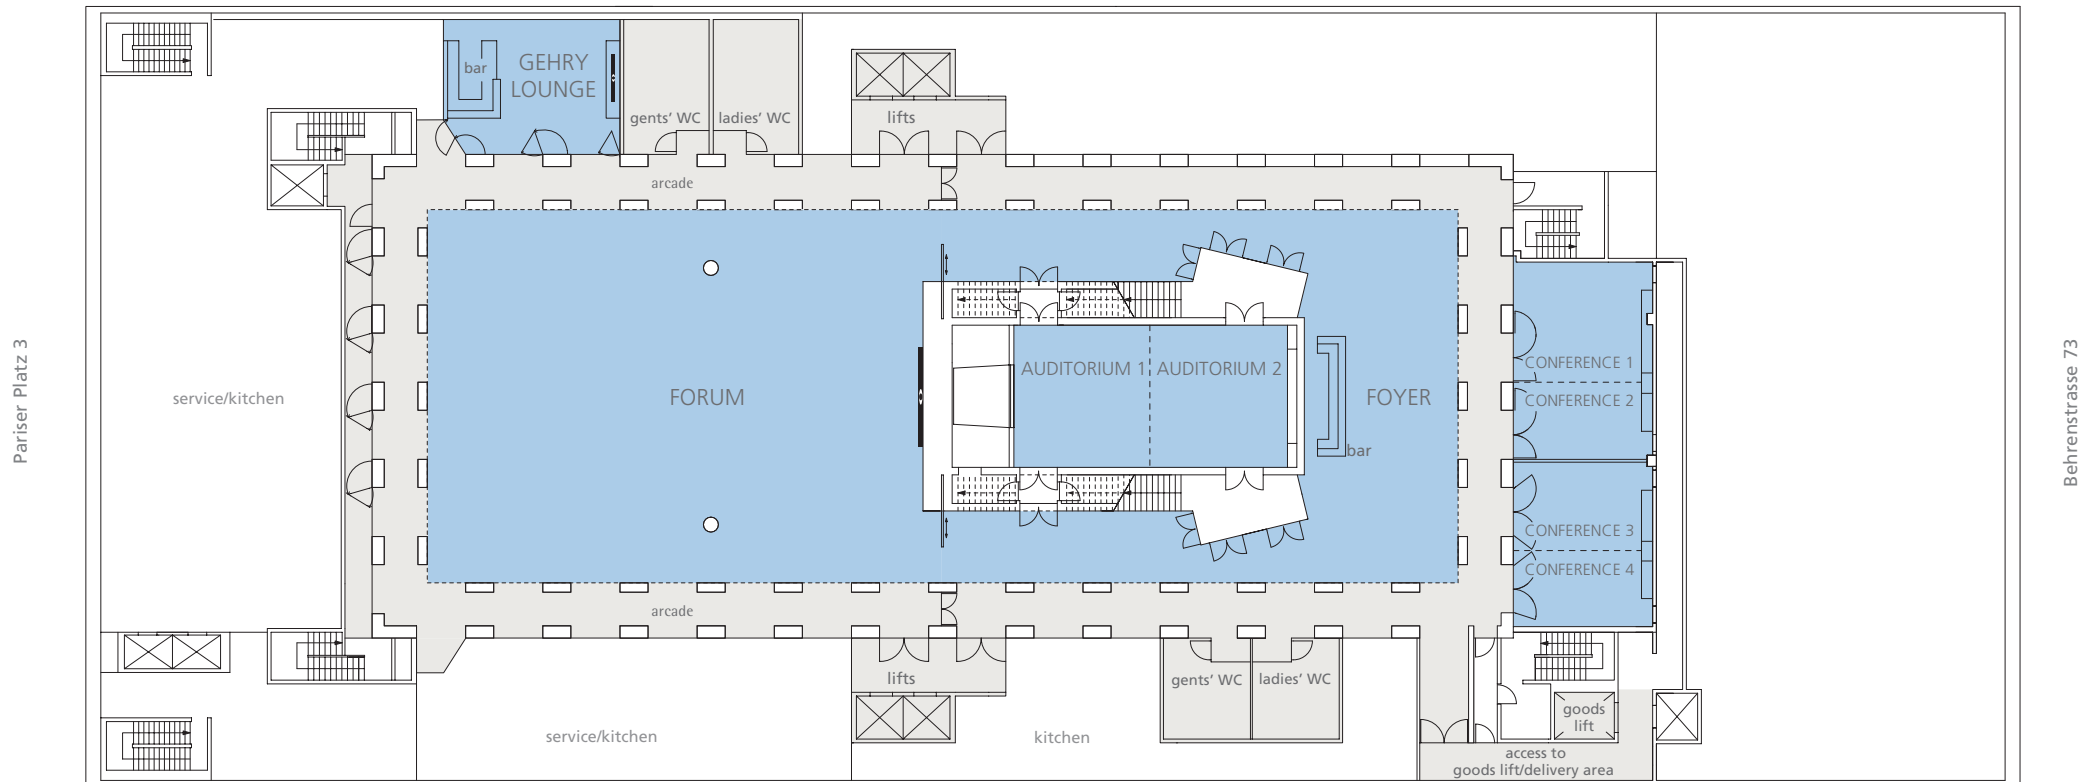 bar
GEHRY
LOUNGE
gents' WC
ladies' WC
lifts
arcade
Pariser Platz 3
service/kitchen
FORUM
AUDITORIUM 1
AUDITORIUM 2
FOYER
bar
CONFERENCE 1
CONFERENCE 2
CONFERENCE 3
CONFERENCE 4
Behrenstrasse 73
arcade
lifts
gents' WC
ladies' WC
service/kitchen
kitchen
goods
lift
access to
goods lift/delivery area